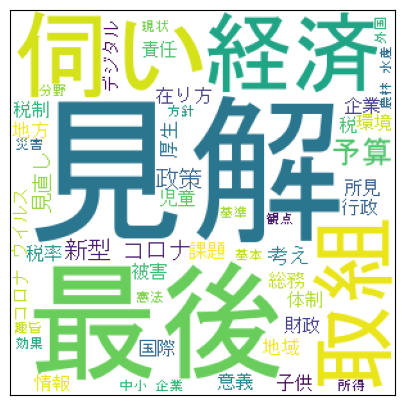 伺い
経済
デジタル
責任
現状
外国
農林 水産
分野
税制
在り方
企業
税
環境
地方
方針
災害
見直し
厚生
見解
予算
政策
児童
所見
行政
基準
観点
コロナ ウイルス
税率
新型 コロナ
課題
基本
考え
取組
被害
最後
憲法
総務
体制
趣旨
効果
国際
地域
財政
情報
中小 企業
意義
子供
所得